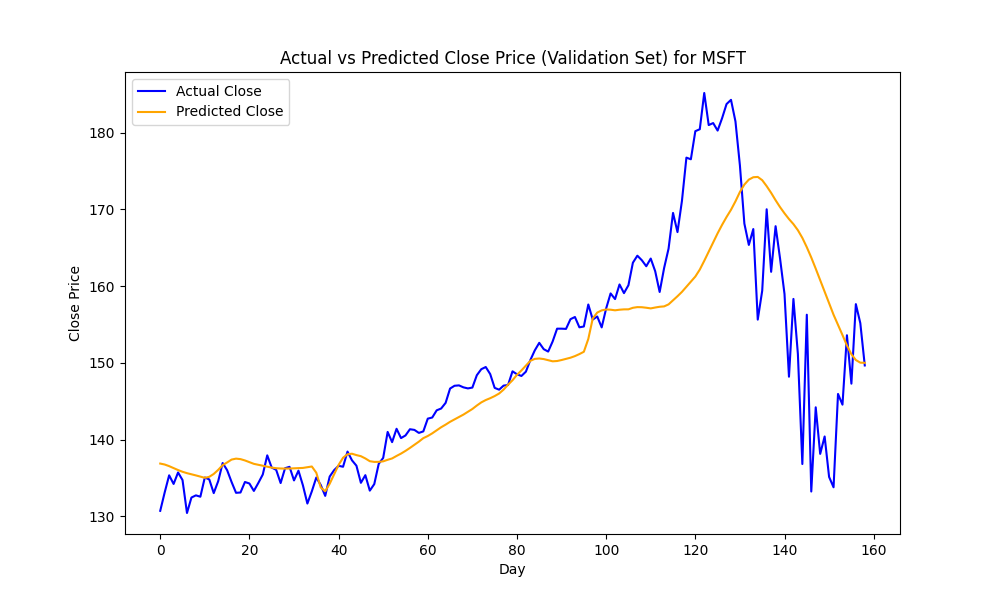 Actual vs Predicted Close Price (Validation Set) for MSFT
Actual Close
Predicted Close
180
170
160
150
140
130
Close Price
0 20 40 60 80 100 120 140 160
Day